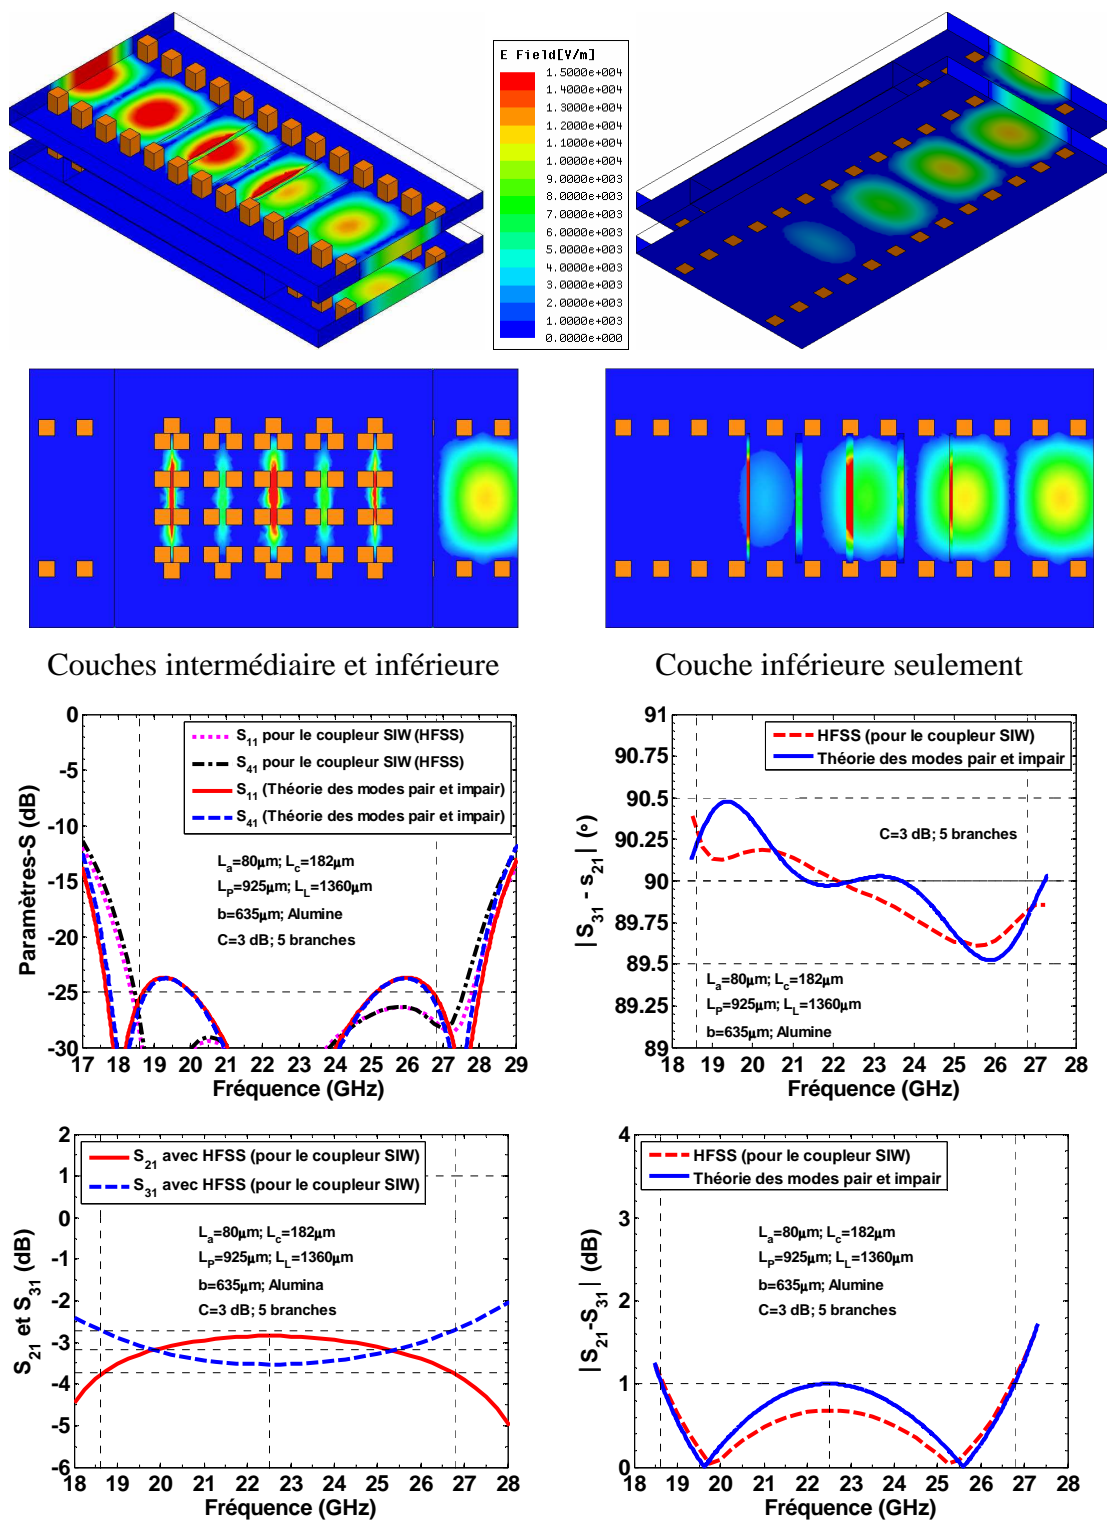 E Field[V/m]
1.5000e+004
1.4000e+004
1.3000e+004
1.2000e+004
1.1000e+004
1.0000e+004
9.0000e+003
8.0000e+003
7.0000e+003
6.0000e+003
5.0000e+003
4.0000e+003
3.0000e+003
2.0000e+003
1.0000e+003
0.0000e+000
Couches intermédiaire et inférieure
Couche inférieure seulement
0
-5
-10
-15
-20
-25
-30
Paramètres-S (dB)
S11 pour le coupleur SIW (HFSS)
S41 pour le coupleur SIW (HFSS)
S11 (Théorie des modes pair et impair)
S41 (Théorie des modes pair et impair)
La=80μm; Lc=182μm
LP=925μm; LL=1360μm
b=635μm; Alumine
C=3 dB; 5 branches
17 18 19 20 21 22 23 24 25 26 27 28 29
Fréquence (GHz)
91
90.75
90.5
90.25
90
89.75
89.5
89.25
89
|S31 - s21| (º)
HFSS (pour le coupleur SIW)
Théorie des modes pair et impair
C=3 dB; 5 branches
La=80μm; Lc=182μm
LP=925μm; LL=1360μm
b=635μm; Alumine
18 19 20 21 22 23 24 25 26 27 28
Fréquence (GHz)
2
1
0
-1
-2
-3
-4
-5
-6
S21 et S31 (dB)
S21 avec HFSS (pour le coupleur SIW)
S31 avec HFSS (pour le coupleur SIW)
La=80μm; Lc=182μm
LP=925μm; LL=1360μm
b=635μm; Alumina
C=3 dB; 5 branches
18 19 20 21 22 23 24 25 26 27 28
Fréquence (GHz)
4
3
2
1
0
|S21-S31| (dB)
HFSS (pour le coupleur SIW)
Théorie des modes pair et impair
La=80μm; Lc=182μm
LP=925μm; LL=1360μm
b=635μm; Alumine
C=3 dB; 5 branches
18 19 20 21 22 23 24 25 26 27 28
Fréquence (GHz)